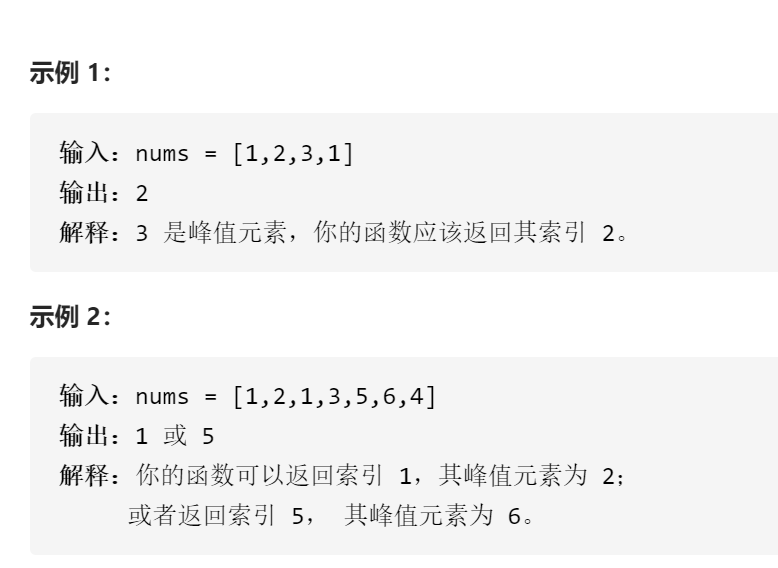 示例 1：
输入：nums = [1,2,3,1]
输出：2
解释：3 是峰值元素，你的函数应该返回其索引 2。
示例 2：
输入：nums = [1,2,1,3,5,6,4]
输出：1 或 5
解释：你的函数可以返回索引 1，其峰值元素为 2；
或者返回索引 5， 其峰值元素为 6。